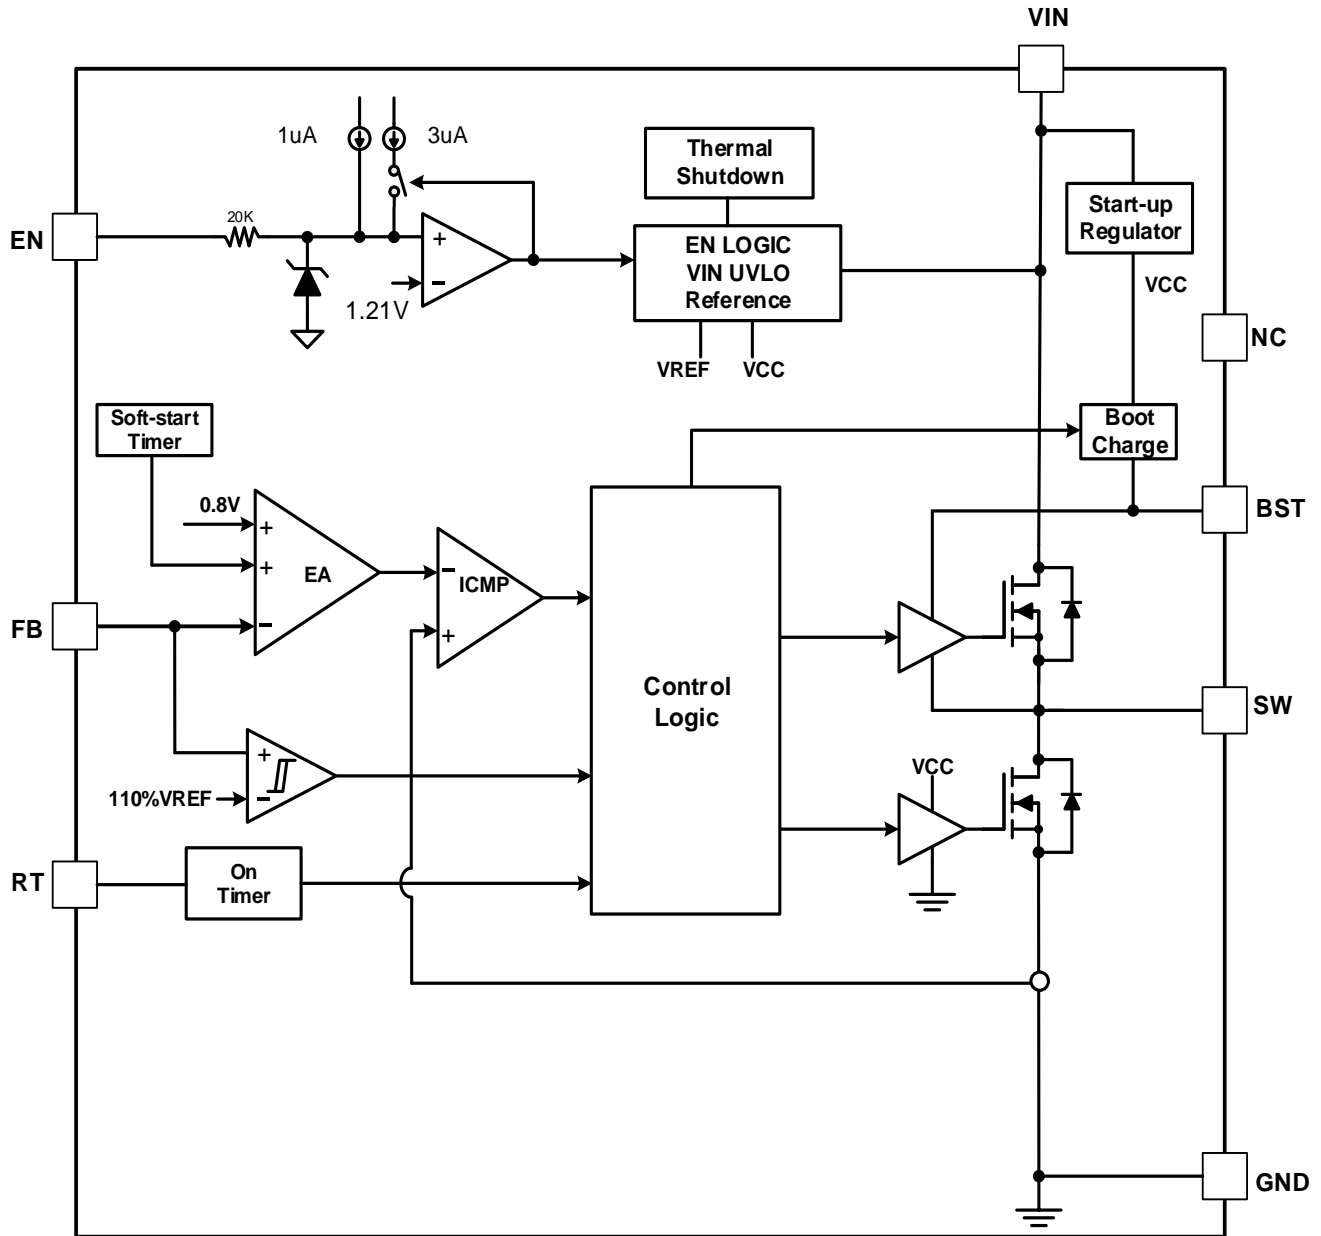 VIN
1uA
3uA
Thermal
Shutdown
Start-up
Regulator
EN
20K
+
−
1.21V
EN LOGIC
VIN UVLO
Reference
VCC
NC
VREF
VCC
Soft-start
Timer
Boot
Charge
0.8V
+
+
−
EA
−
ICMP
+
BST
FB
Control
Logic
SW
+
−
110%VREF
VCC
RT
On
Timer
GND